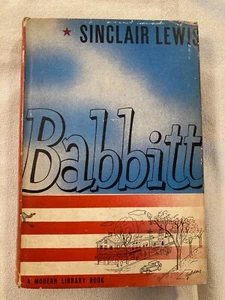 SINCLAIR LEWIS
Babbitt
A MODERN LIBRARY BOOK